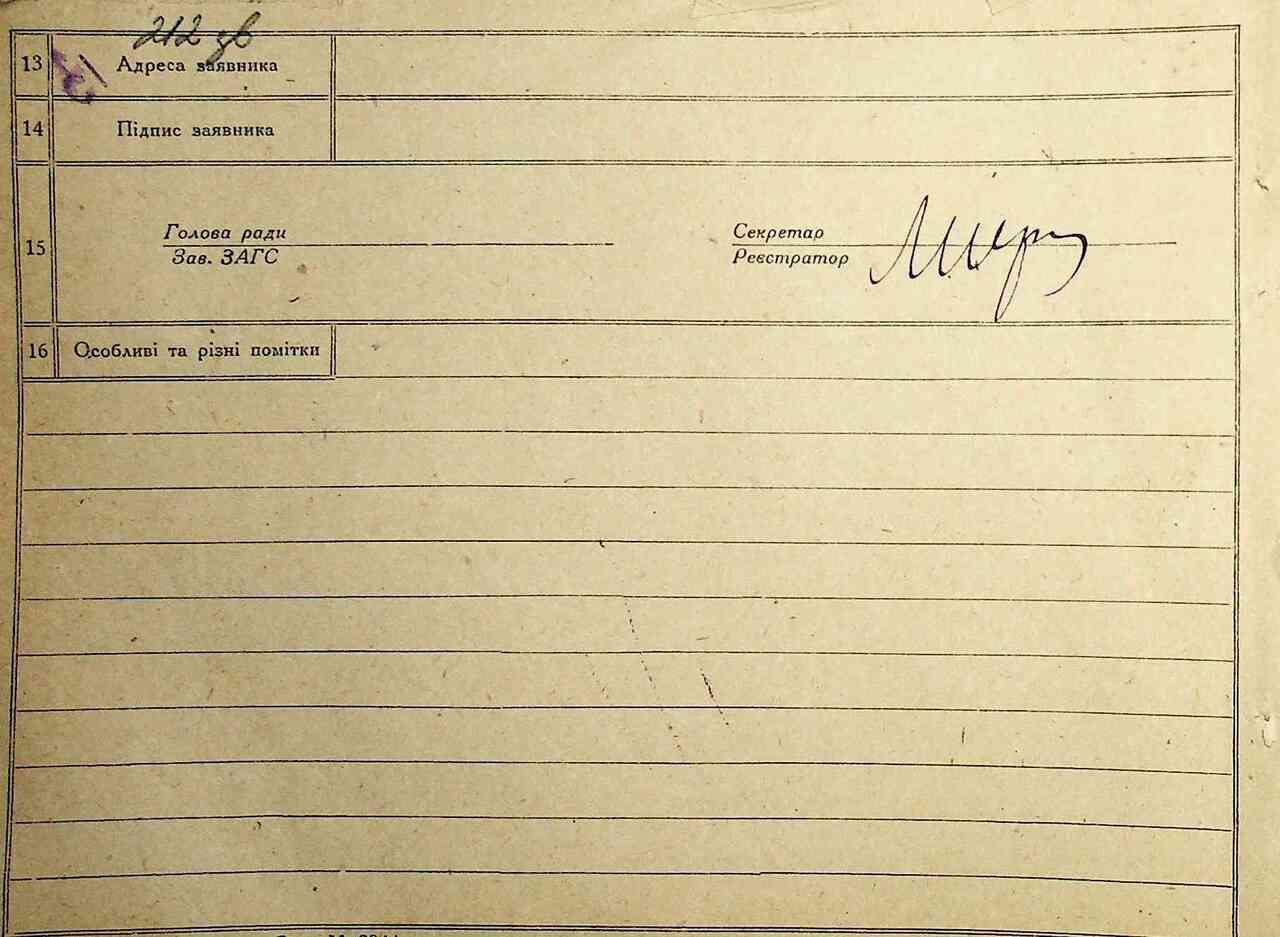 212 зв
13 Адреса заявника
14 Підпис заявника
15 Голова ради Секретар
Зав. ЗАГС Реєстратор
16 Особливі та різні помітки